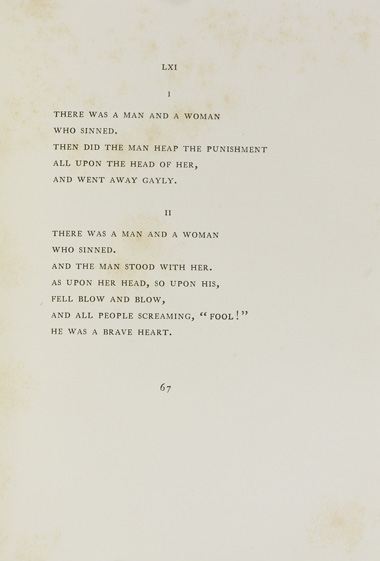 LXI
I
THERE WAS A MAN AND A WOMAN
WHO SINNED.
THEN DID THE MAN HEAP THE PUNISHMENT
ALL UPON THE HEAD OF HER,
AND WENT AWAY GAYLY.
II
THERE WAS A MAN AND A WOMAN
WHO SINNED.
AND THE MAN STOOD WITH HER.
AS UPON HER HEAD, SO UPON HIS,
FELL BLOW AND BLOW,
AND ALL PEOPLE SCREAMING, “FOOL!”
HE WAS A BRAVE HEART.
67